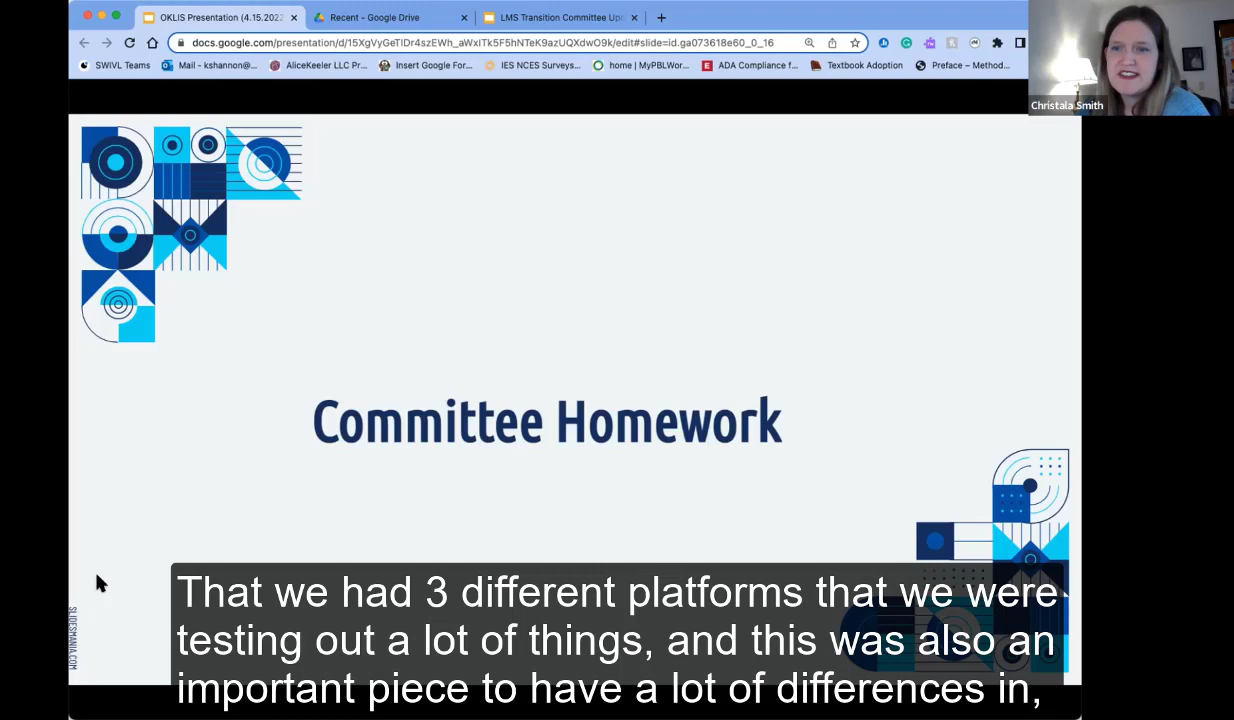 OKLIS Presentation (4.15.2022
Recent - Google Drive
LMS Transition Committee Up
docs.google.com/presentation/d/15XgVyGeTIDr4szEWh_aWxITk5F5hNTeK9azUQXdwO9k/edit#slide=id.ga073618e60_0_16
SWIVL Teams
Mail - kshannon@...
AliceKeeler LLC Pr...
Insert Google For...
IES NCES Surveys...
home | MyPBLWor...
ADA Compliance f...
Textbook Adoption
Preface – Method...
Christala Smith
Committee Homework
SLIDESMANIA.COM
That we had 3 different platforms that we were
testing out a lot of things, and this was also an
important piece to have a lot of differences in,